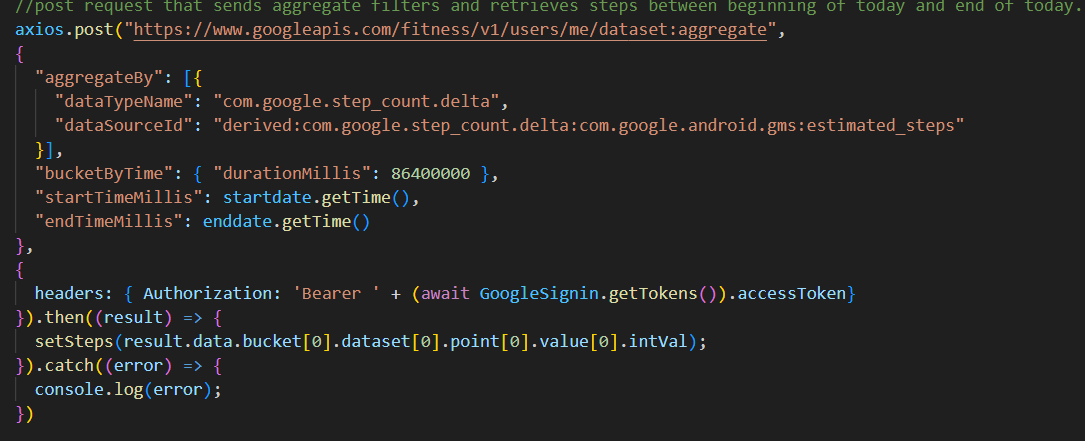 //post request that sends aggregate filters and retrieves steps between beginning of today and end of today.
axios.post("https://www.googleapis.com/fitness/v1/users/me/dataset:aggregate",
{
  "aggregateBy": [{
    "dataTypeName": "com.google.step_count.delta",
    "dataSourceId": "derived:com.google.step_count.delta:com.google.android.gms:estimated_steps"
  }],
  "bucketByTime": { "durationMillis": 86400000 },
  "startTimeMillis": startdate.getTime(),
  "endTimeMillis": enddate.getTime()
},
{
  headers: { Authorization: 'Bearer ' + (await GoogleSignin.getTokens()).accessToken}
}).then((result) => {
  setSteps(result.data.bucket[0].dataset[0].point[0].value[0].intVal);
}).catch((error) => {
  console.log(error);
})